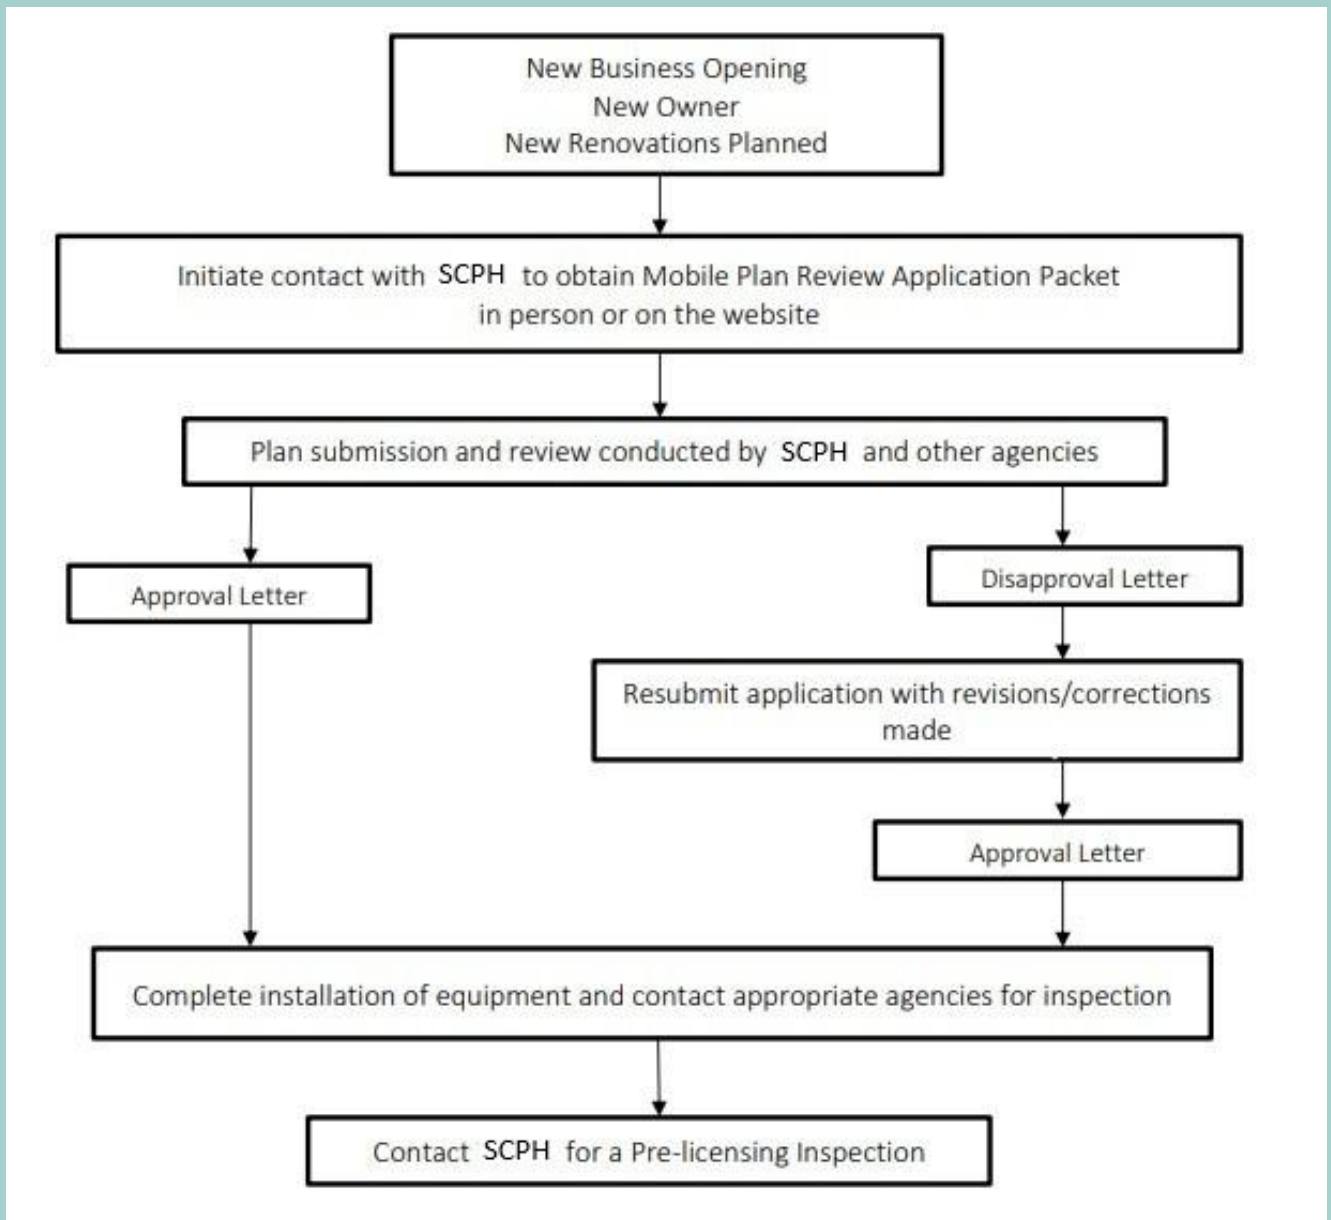 New Business Opening
New Owner
New Renovations Planned
Initiate contact with SCPH to obtain Mobile Plan Review Application Packet
in person or on the website
Plan submission and review conducted by SCPH and other agencies
Approval Letter
Disapproval Letter
Resubmit application with revisions/corrections
made
Approval Letter
Complete installation of equipment and contact appropriate agencies for inspection
Contact SCPH for a Pre-licensing Inspection